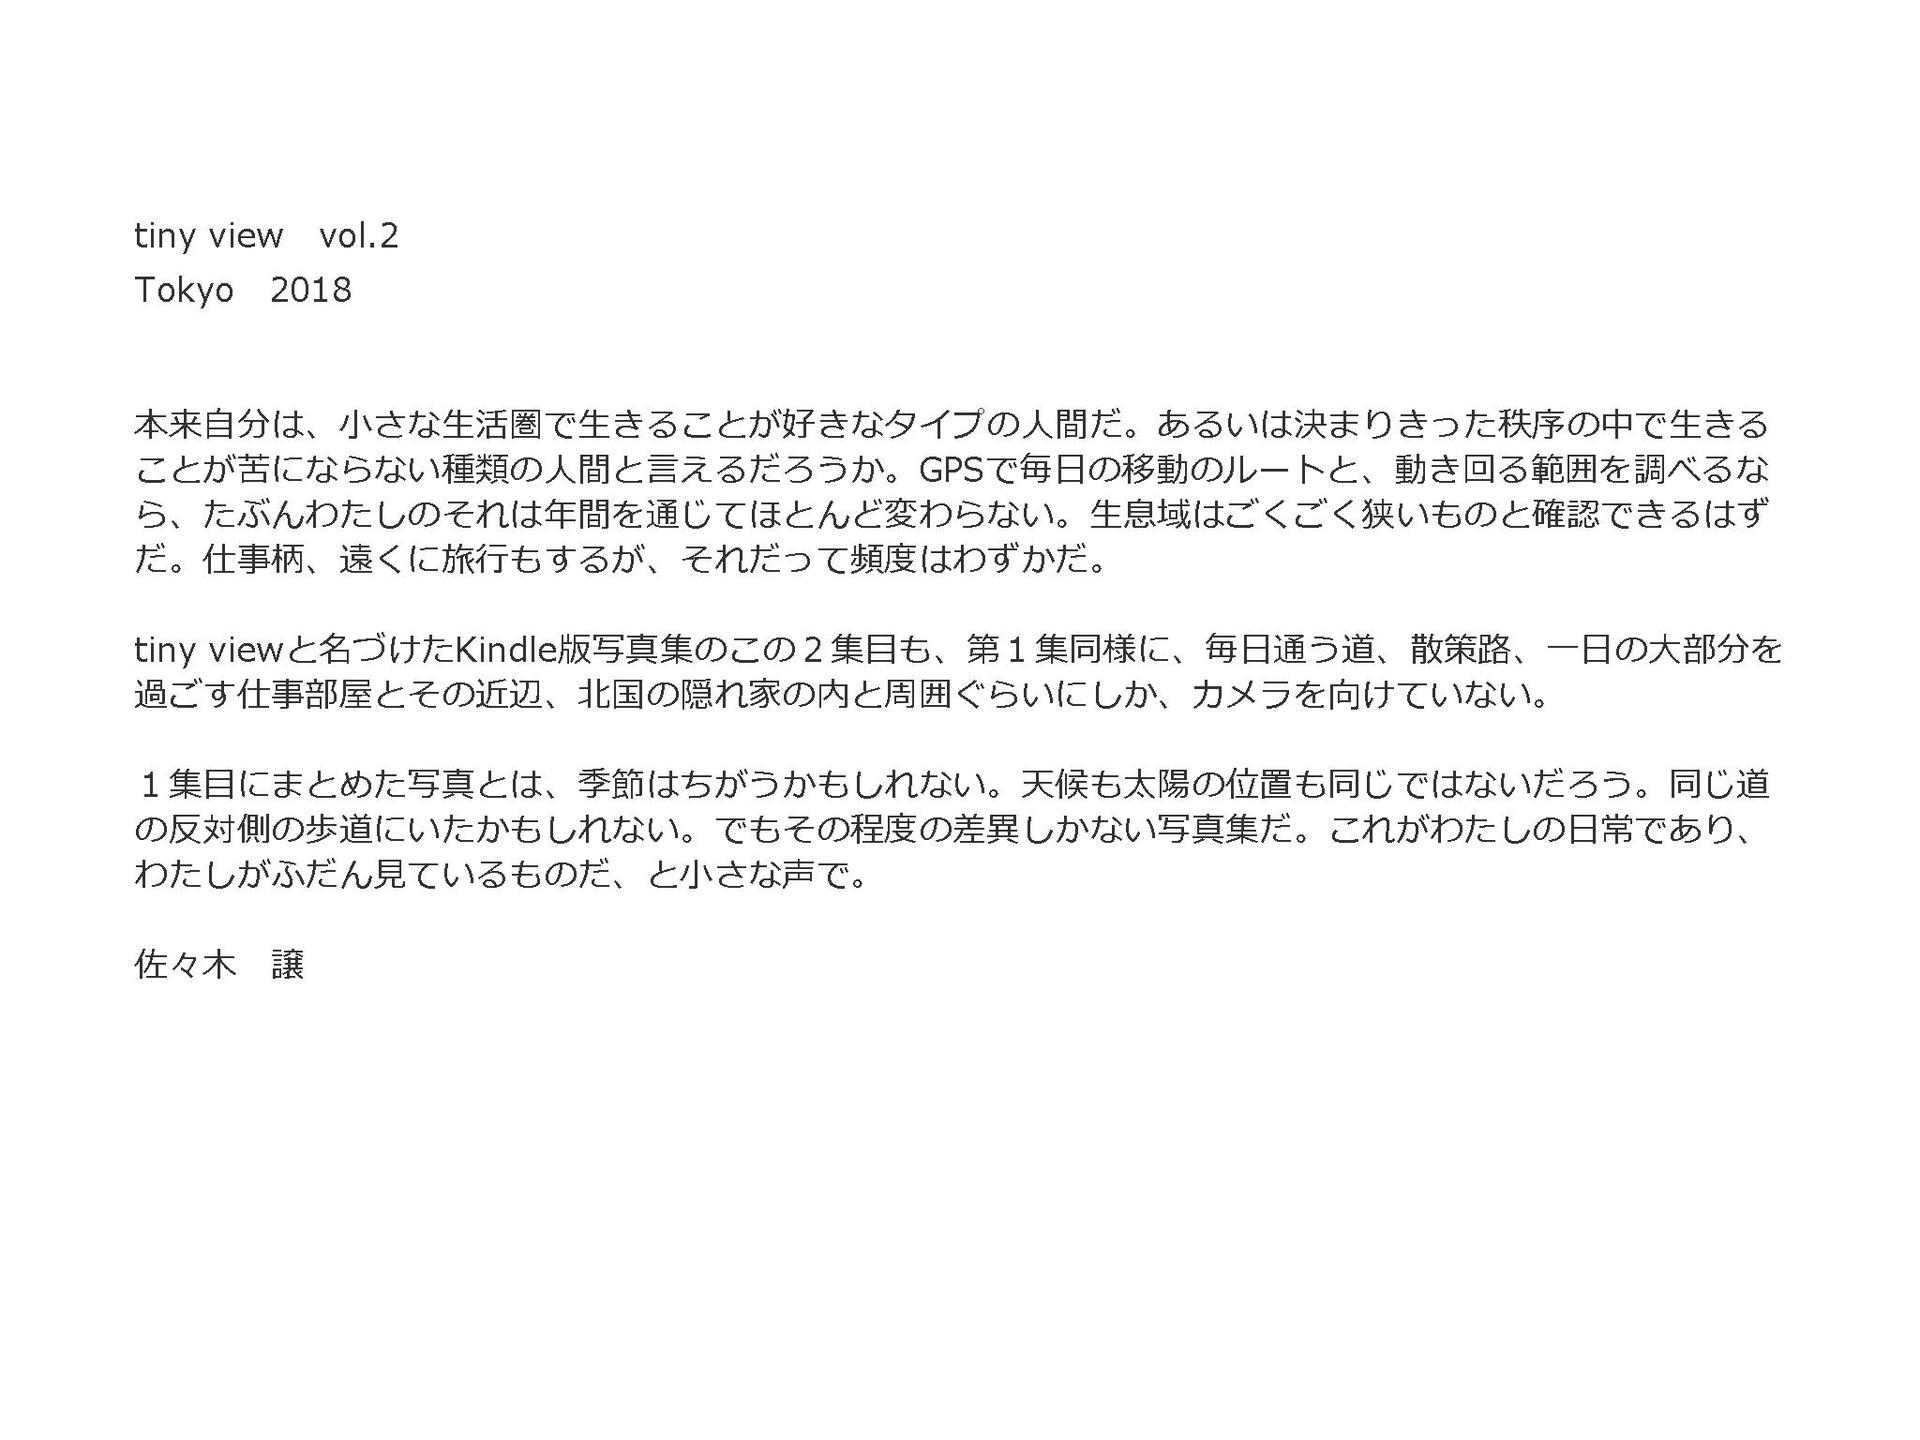 tiny view　vol.2
Tokyo　2018
本来自分は、小さな生活圏で生きることが好きなタイプの人間だ。あるいは決まりきった秩序の中で生きる
ことが苦にならない種類の人間と言えるだろうか。GPSで毎日の移動のルートと、動き回る範囲を調べるな
ら、たぶんわたしのそれは年間を通じてほとんど変わらない。生息域はごくごく狭いものと確認できるはず
だ。仕事柄、遠くに旅行もするが、それだって頻度はわずかだ。
tiny viewと名づけたKindle版写真集のこの２集目も、第１集同様に、毎日通う道、散策路、一日の大部分を
過ごす仕事部屋とその近辺、北国の隠れ家の内と周囲ぐらいにしか、カメラを向けていない。
１集目にまとめた写真とは、季節はちがうかもしれない。天候も太陽の位置も同じではないだろう。同じ道
の反対側の歩道にいたかもしれない。でもその程度の差異しかない写真集だ。これがわたしの日常であり、
わたしがふだん見ているものだ、と小さな声で。
佐々木　譲